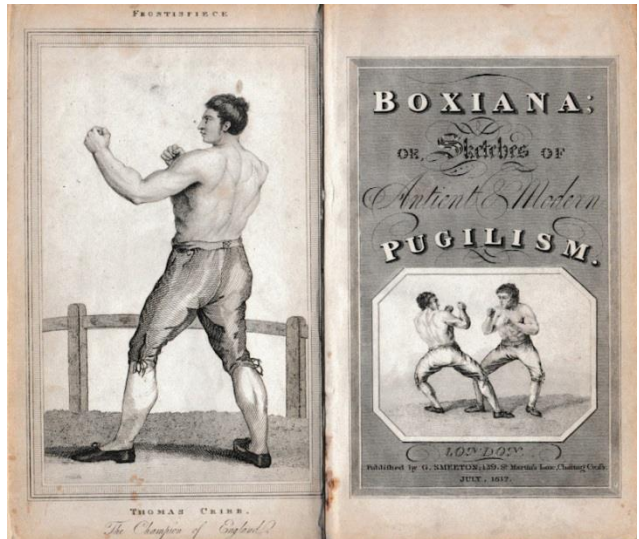 FRONTISPIECE
THOMAS CRIBB,
The Champion of England.
BOXIANA;
OR, Sketches OF
Antient & Modern
PUGILISM.
LONDON
Published by G. SMEETON, 139, St Martin's Lane, Charing Cross.
JULY, 1817.